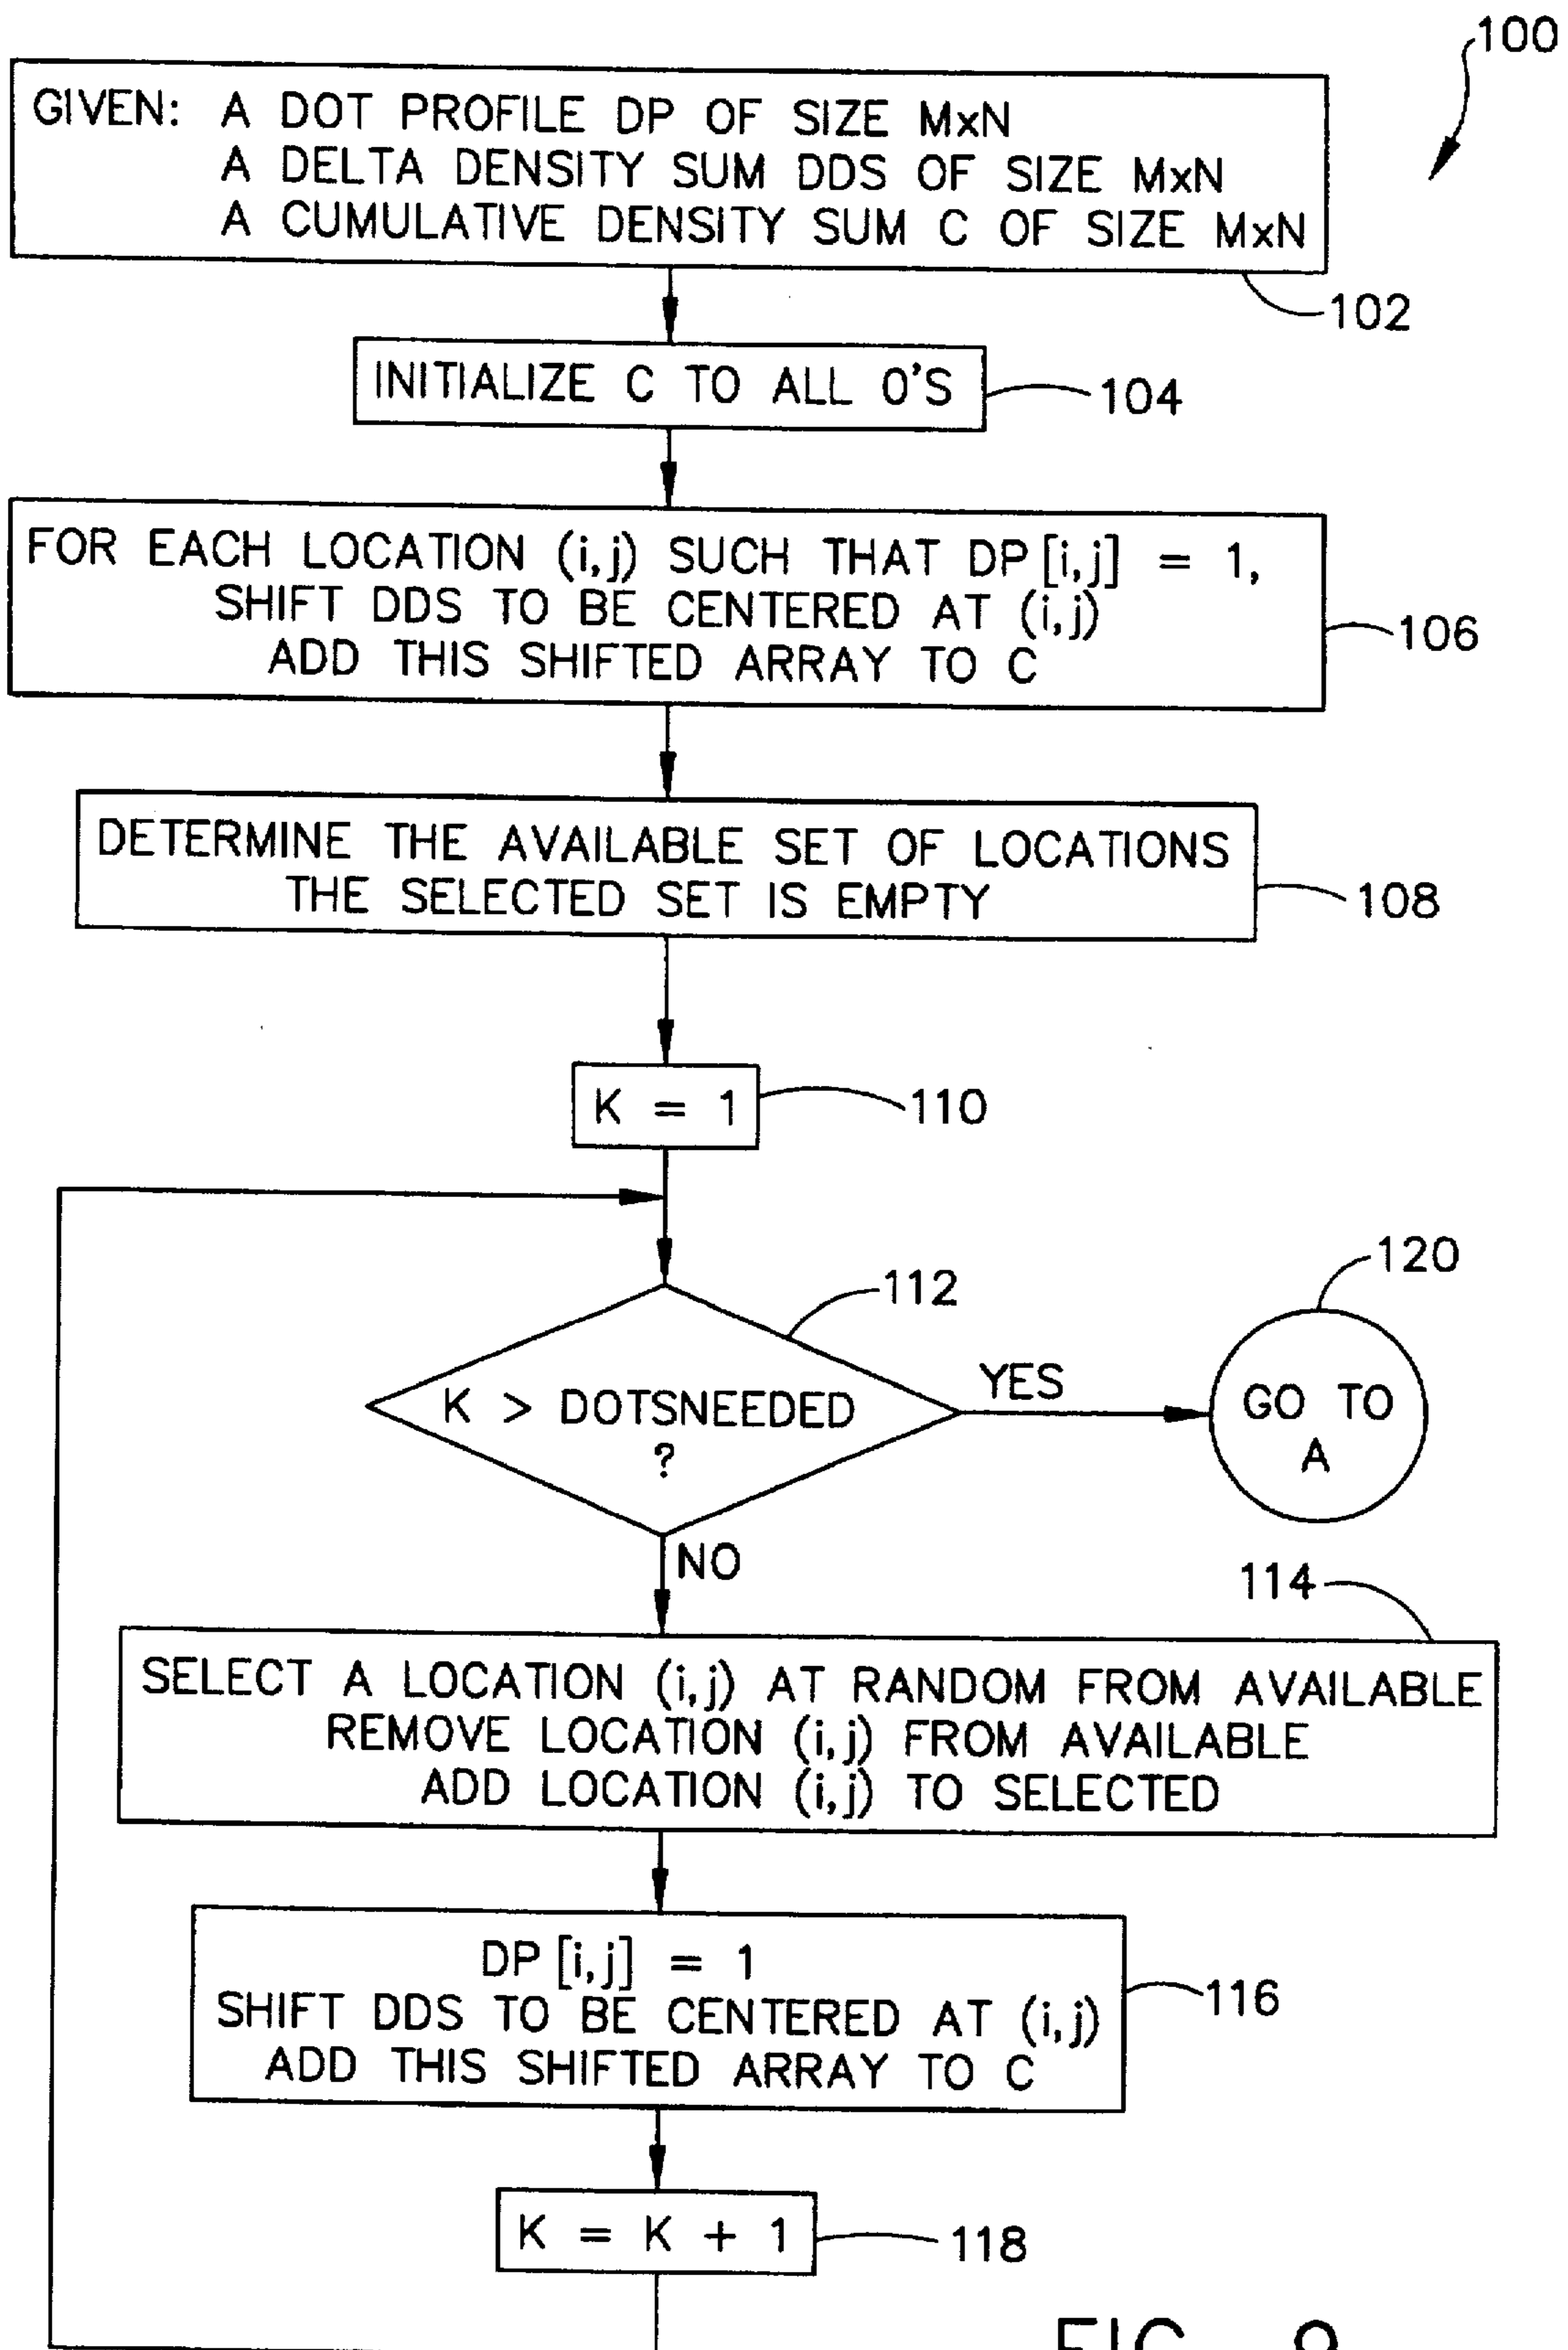 100
GIVEN: A DOT PROFILE DP OF SIZE MxN
A DELTA DENSITY SUM DDS OF SIZE MxN
A CUMULATIVE DENSITY SUM C OF SIZE MxN
102
INITIALIZE C TO ALL 0'S
104
FOR EACH LOCATION (i,j) SUCH THAT DP[i,j] = 1,
SHIFT DDS TO BE CENTERED AT (i,j)
ADD THIS SHIFTED ARRAY TO C
106
DETERMINE THE AVAILABLE SET OF LOCATIONS
THE SELECTED SET IS EMPTY
108
K = 1
110
112
K > DOTSNEEDED
?
YES
120
GO TO
A
NO
114
SELECT A LOCATION (i,j) AT RANDOM FROM AVAILABLE
REMOVE LOCATION (i,j) FROM AVAILABLE
ADD LOCATION (i,j) TO SELECTED
DP[i,j] = 1
SHIFT DDS TO BE CENTERED AT (i,j)
ADD THIS SHIFTED ARRAY TO C
116
K = K + 1
118
FIG.